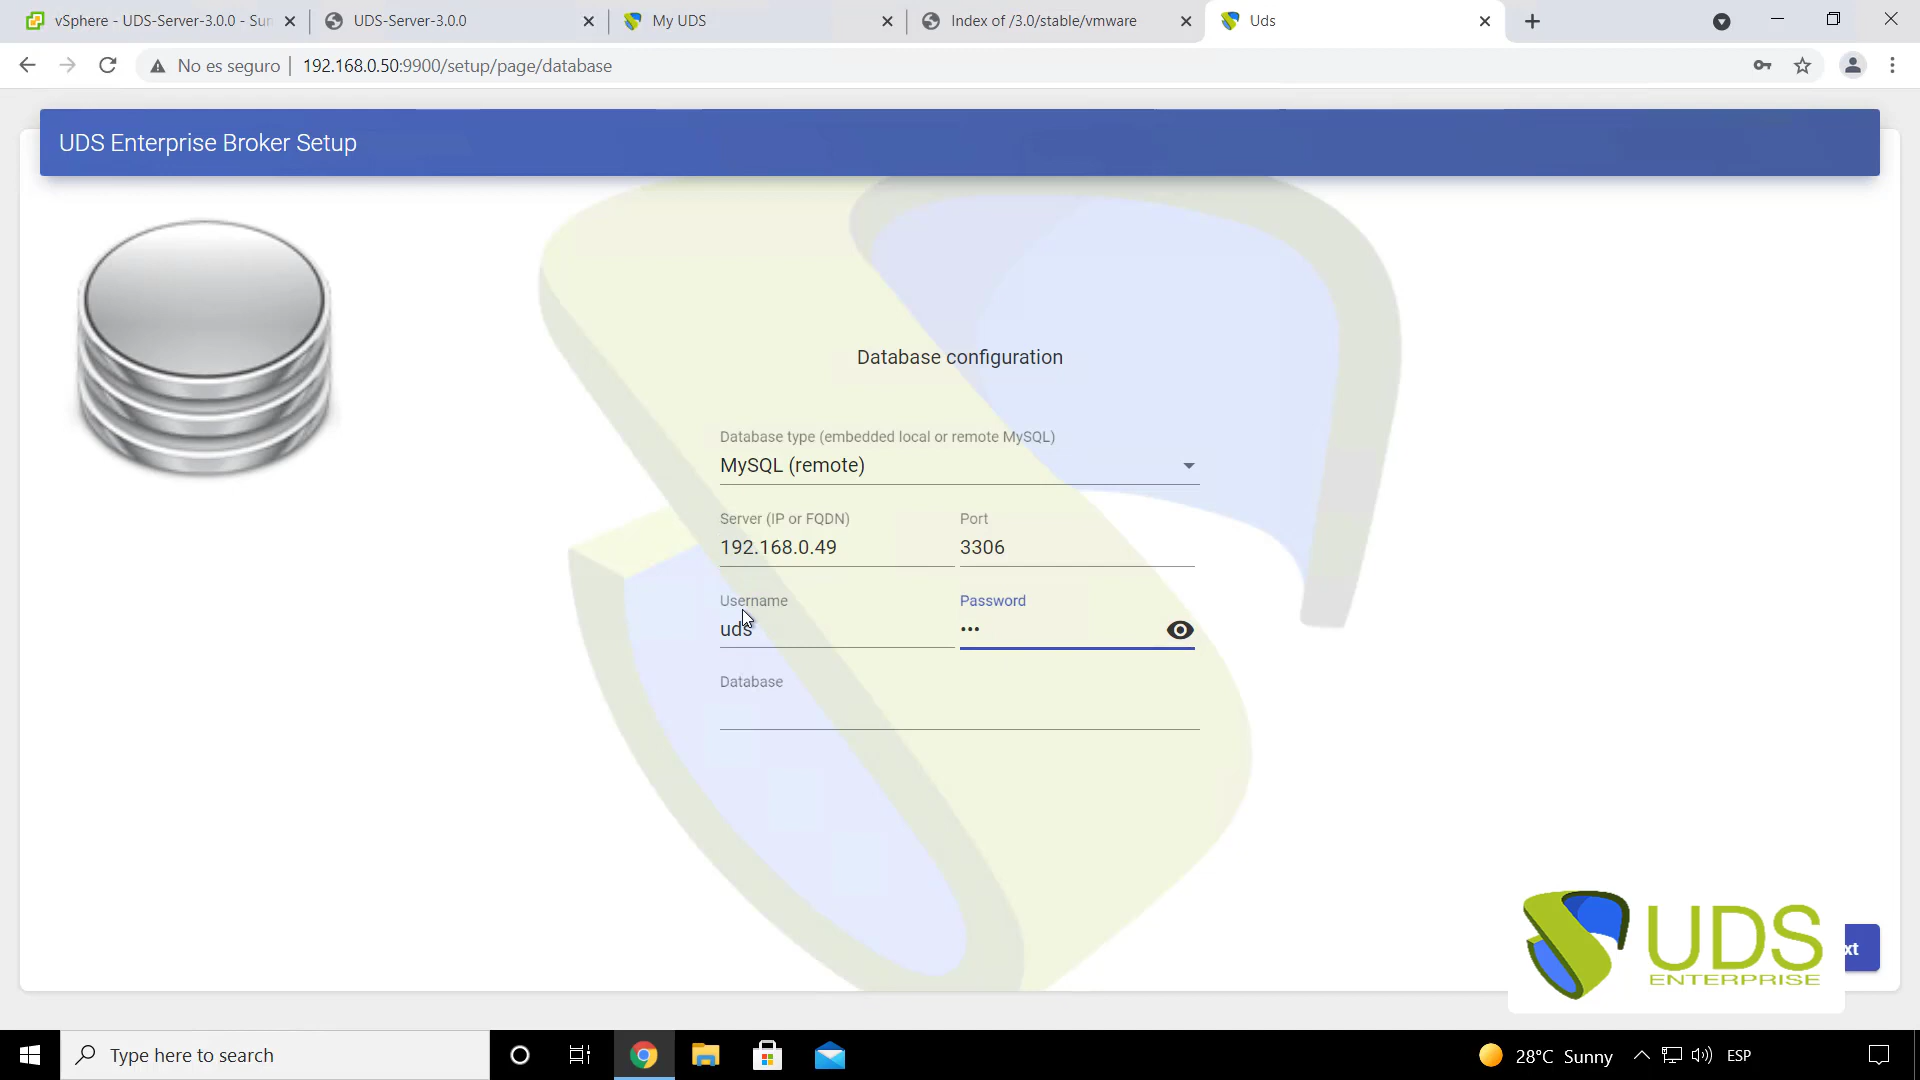 vSphere - UDS-Server-3.0.0 - Sun
UDS-Server-3.0.0
My UDS
Index of /3.0/stable/vmware
Uds
No es seguro
192.168.0.50:9900/setup/page/database
UDS Enterprise Broker Setup
Database configuration
Database type (embedded local or remote MySQL)
MySQL (remote)
Server (IP or FQDN)
Port
192.168.0.49
3306
Username
Password
uds
•••
Database
UDS
ENTERPRISE
xt
Type here to search
28°C Sunny
ESP